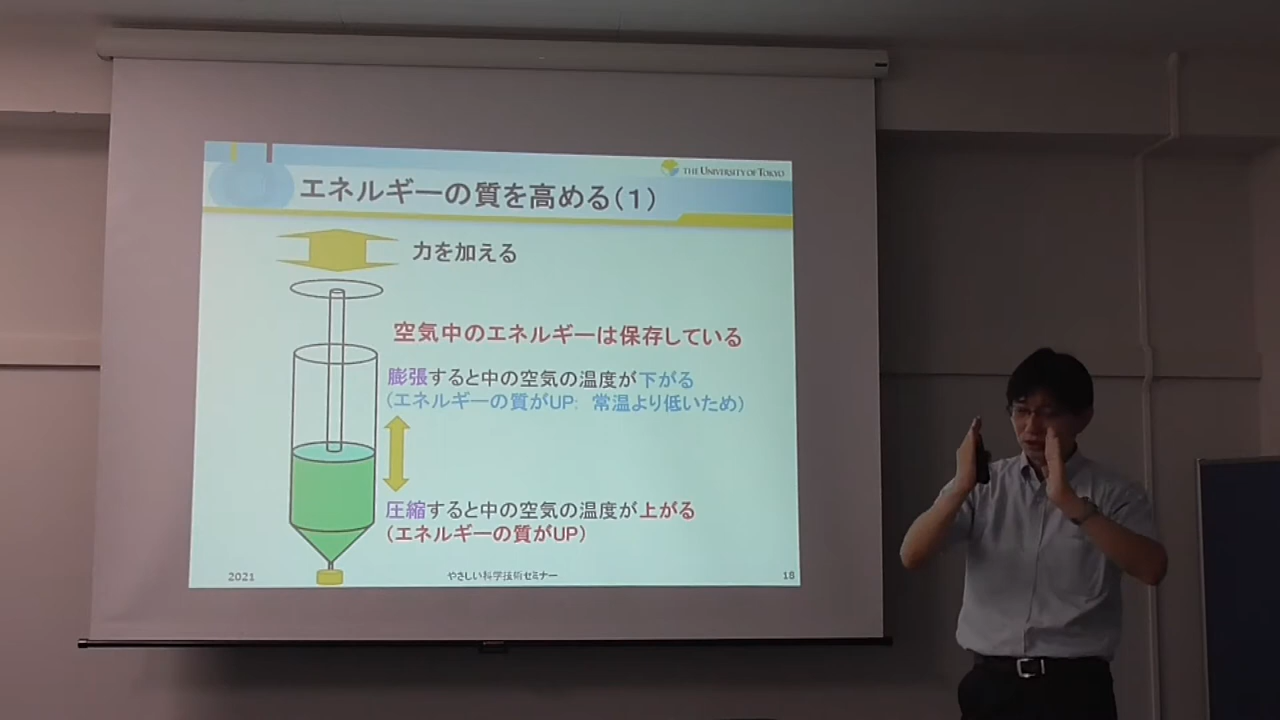 THE UNIVERSITY OF TOKYO
エネルギーの質を高める(1)
力を加える
空気中のエネルギーは保存している
膨張すると中の空気の温度が下がる
(エネルギーの質がUP: 常温より低いため)
圧縮すると中の空気の温度が上がる
(エネルギーの質がUP)
2021 やさしい科学技術セミナー 18